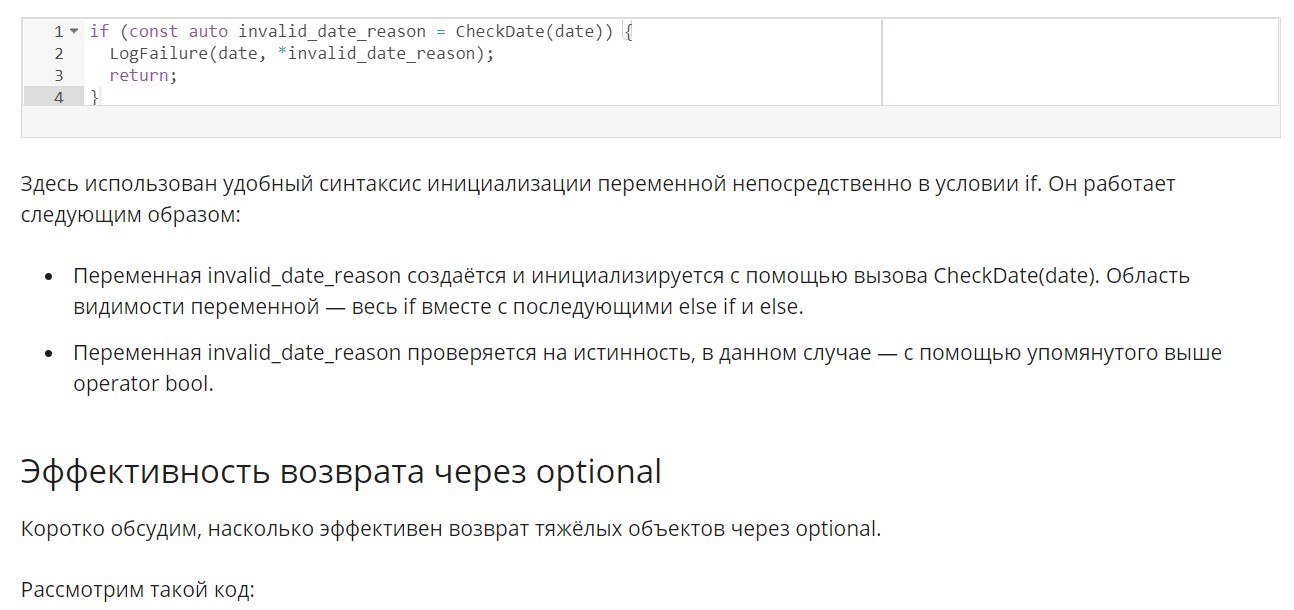 1 if (const auto invalid_date_reason = CheckDate(date)) {
2 LogFailure(date, *invalid_date_reason);
3 return;
4 }
Здесь использован удобный синтаксис инициализации переменной непосредственно в условии if. Он работает
следующим образом:
• Переменная invalid_date_reason создаётся и инициализируется с помощью вызова CheckDate(date). Область
видимости переменной — весь if вместе с последующими else if и else.
• Переменная invalid_date_reason проверяется на истинность, в данном случае — с помощью упомянутого выше
operator bool.
Эффективность возврата через optional
Коротко обсудим, насколько эффективен возврат тяжёлых объектов через optional.
Рассмотрим такой код: